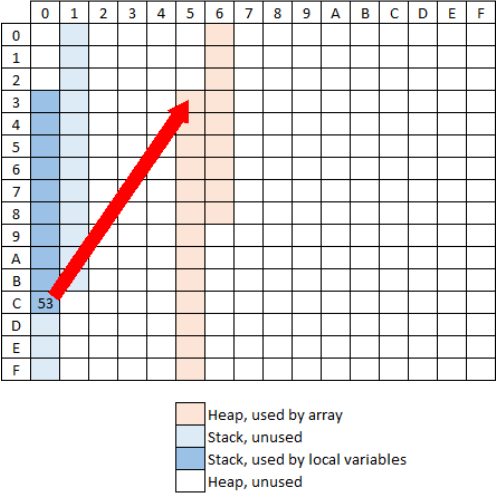 0 1 2 3 4 5 6 7 8 9 A B C D E F
0
1
2
3
4
5
6
7
8
9
A
B
C 53
D
E
F
Heap, used by array
Stack, unused
Stack, used by local variables
Heap, unused